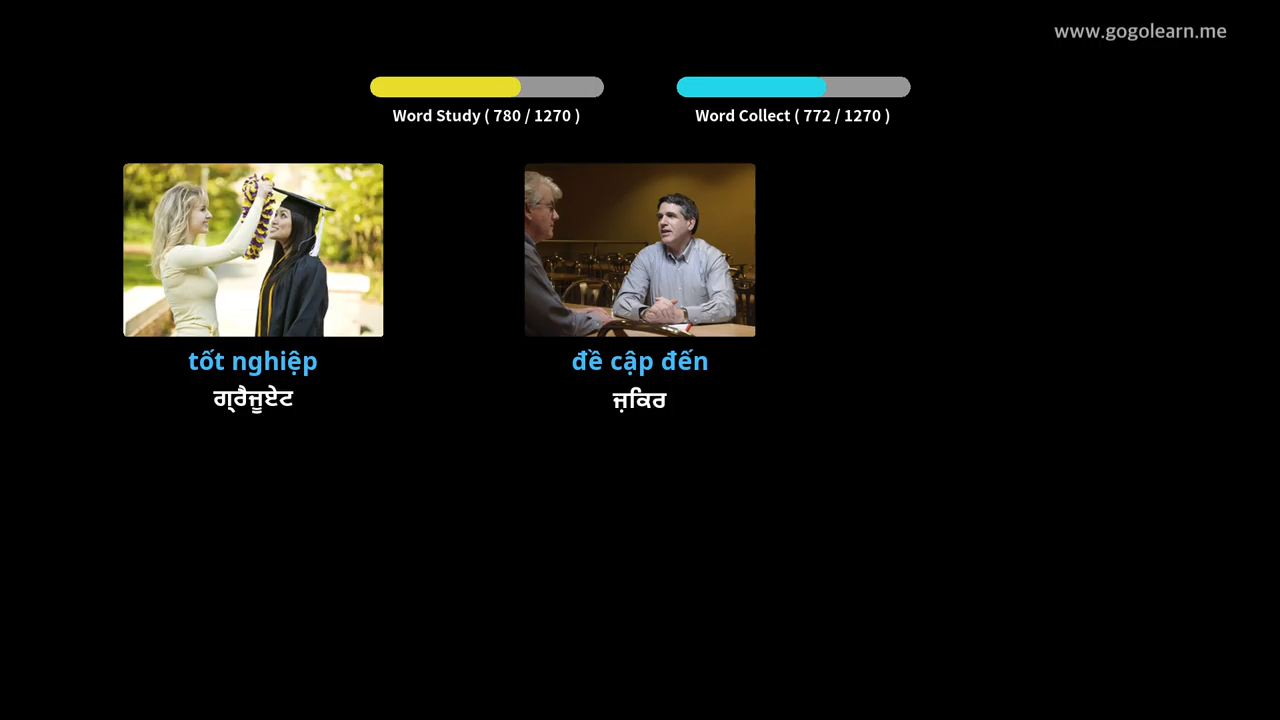 www.gogolearn.me
Word Study ( 780 / 1270 )
Word Collect ( 772 / 1270 )
tốt nghiệp
ਗ੍ਰੈਜੂਏਟ
đề cập đến
ਜ਼ਿਕਰ